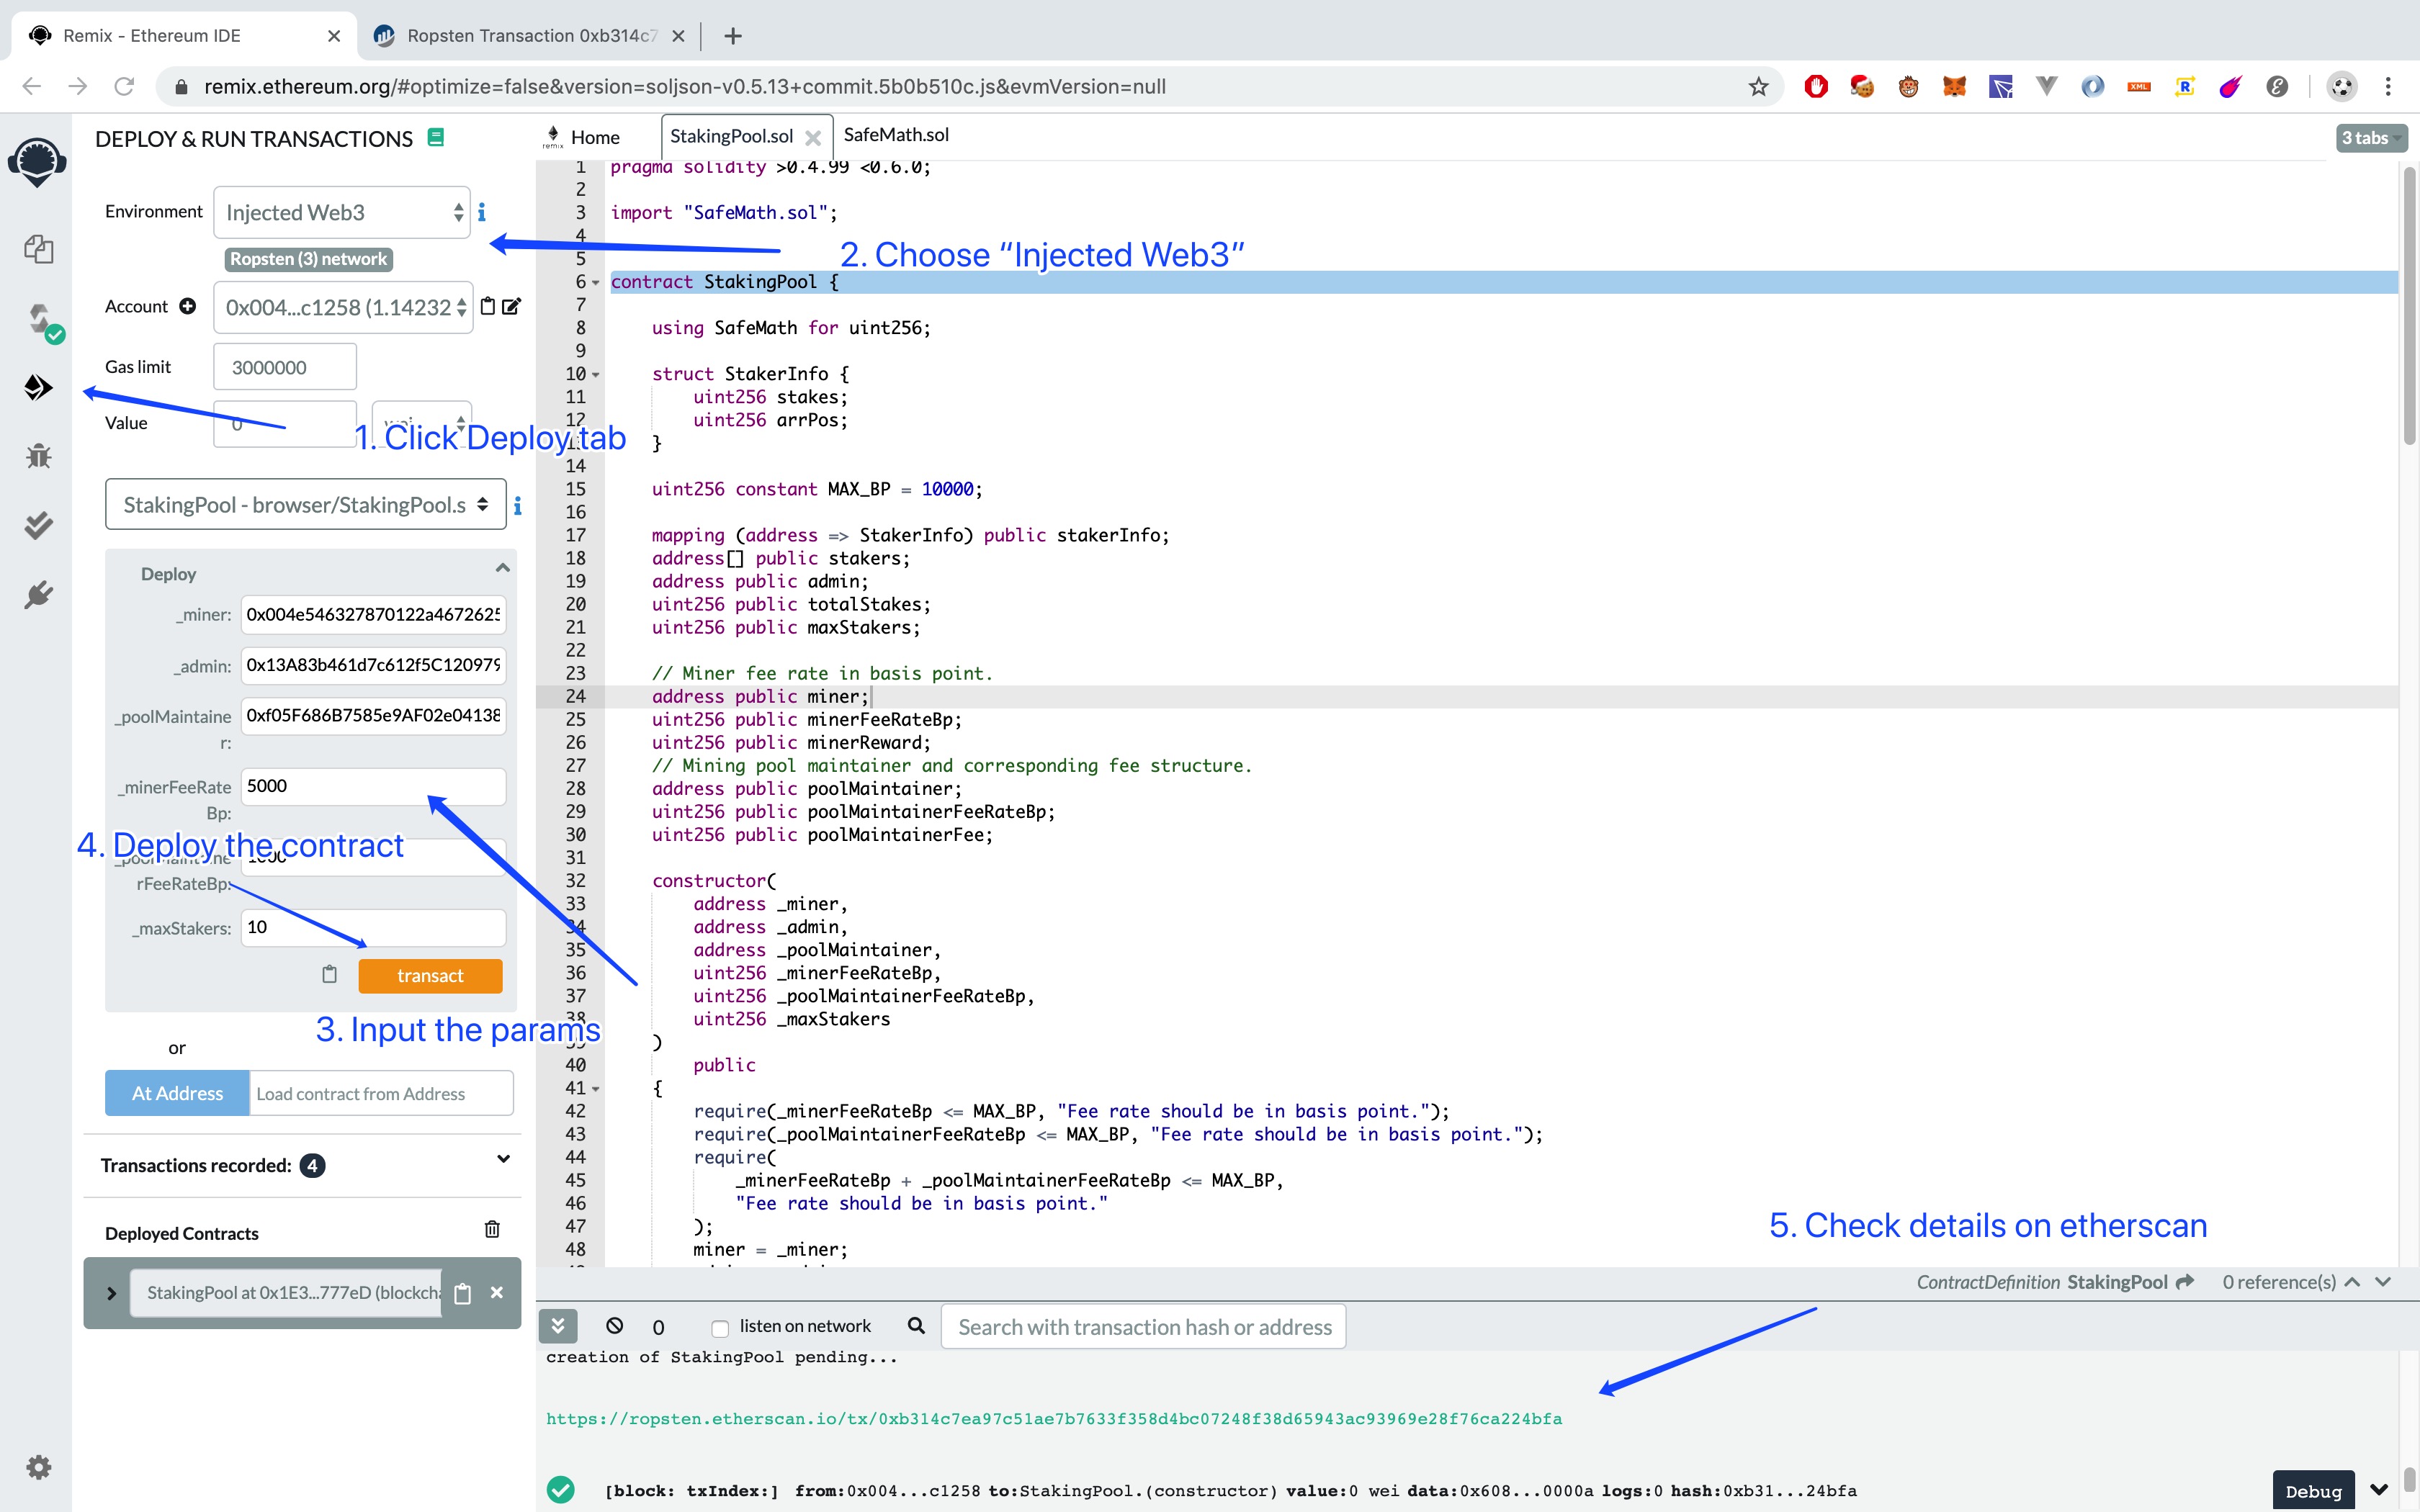 Remix - Ethereum IDE
Ropsten Transaction 0xb314c7
remix.ethereum.org/#optimize=false&version=soljson-v0.5.13+commit.5b0b510c.js&evmVersion=null
DEPLOY & RUN TRANSACTIONS
Environment
Injected Web3
Ropsten (3) network
Account
0x004...c1258 (1.14232
Gas limit
3000000
Value
0
1. Click Deploy tab
StakingPool - browser/StakingPool.s
Deploy
_miner:
0x004e546327870122a4672625
_admin:
0x13A83b461d7c612f5C120979
_poolMaintaine
r:
0xf05F686B7585e9AF02e04138
_minerFeeRate
Bp:
5000
4. Deploy the contract
_poolMaintaine
rFeeRateBp:
1000
_maxStakers:
10
transact
3. Input the params
or
At Address
Load contract from Address
Transactions recorded: 4
Deployed Contracts
StakingPool at 0x1E3...777eD (blockcha
remix
Home
StakingPool.sol
SafeMath.sol
3 tabs
1 pragma solidity >0.4.99 <0.6.0;
2
3 import "SafeMath.sol";
4
2. Choose “Injected Web3”
5
6 contract StakingPool {
7
8 using SafeMath for uint256;
9
10 struct StakerInfo {
11 uint256 stakes;
12 uint256 arrPos;
}
14
15 uint256 constant MAX_BP = 10000;
16
17 mapping (address => StakerInfo) public stakerInfo;
18 address[] public stakers;
19 address public admin;
20 uint256 public totalStakes;
21 uint256 public maxStakers;
22
23 // Miner fee rate in basis point.
24 address public miner;
25 uint256 public minerFeeRateBp;
26 uint256 public minerReward;
27 // Mining pool maintainer and corresponding fee structure.
28 address public poolMaintainer;
29 uint256 public poolMaintainerFeeRateBp;
30 uint256 public poolMaintainerFee;
31
32 constructor(
33 address _miner,
34 address _admin,
35 address _poolMaintainer,
36 uint256 _minerFeeRateBp,
37 uint256 _poolMaintainerFeeRateBp,
38 uint256 _maxStakers
)
40 public
41 {
42 require(_minerFeeRateBp <= MAX_BP, "Fee rate should be in basis point.");
43 require(_poolMaintainerFeeRateBp <= MAX_BP, "Fee rate should be in basis point.");
44 require(
45 _minerFeeRateBp + _poolMaintainerFeeRateBp <= MAX_BP,
46 "Fee rate should be in basis point."
47 );
48 miner = _miner;
5. Check details on etherscan
ContractDefinition StakingPool 0 reference(s)
0
listen on network
Search with transaction hash or address
creation of StakingPool pending...
https://ropsten.etherscan.io/tx/0xb314c7ea97c51ae7b7633f358d4bc07248f38d65943ac93969e28f76ca224bfa
[block: txIndex:] from:0x004...c1258 to:StakingPool.(constructor) value:0 wei data:0x608...0000a logs:0 hash:0xb31...24bfa
Debug